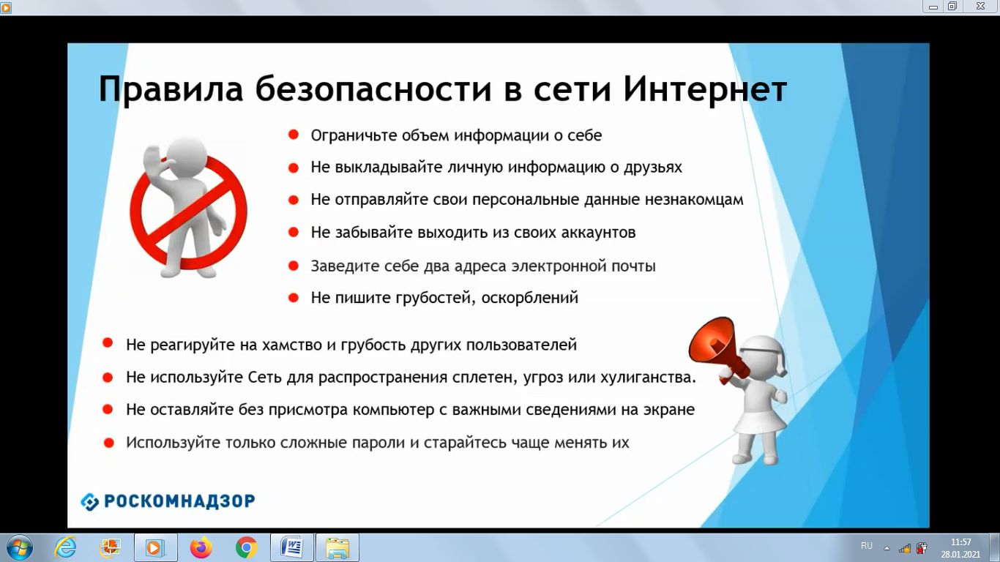 Правила безопасности в сети Интернет
Ограничьте объем информации о себе
Не выкладывайте личную информацию о друзьях
Не отправляйте свои персональные данные незнакомцам
Не забывайте выходить из своих аккаунтов
Заведите себе два адреса электронной почты
Не пишите грубостей, оскорблений
Не реагируйте на хамство и грубость других пользователей
Не используйте Сеть для распространения сплетен, угроз или хулиганства.
Не оставляйте без присмотра компьютер с важными сведениями на экране
Используйте только сложные пароли и старайтесь чаще менять их
РОСКОМНАДЗОР
RU
11:57
28.01.2021